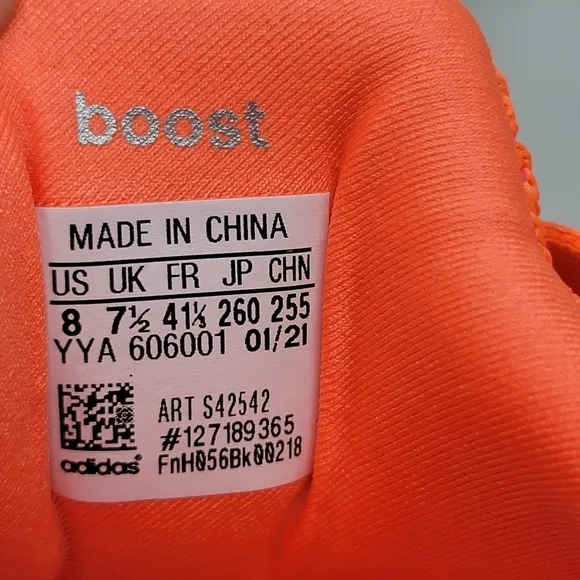 boost
MADE IN CHINA
US UK FR JP CHN
8 7½ 41⅓ 260 255
YYA 606001 01/21
ART S42542
#127189365
adidas® FnH056Bk00218